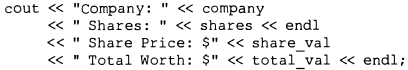 cout << "Company: " << company
<< " Shares: " << shares << endl
<< " Share Price: $" << share_val
<< " Total Worth: $" << total_val << endl;